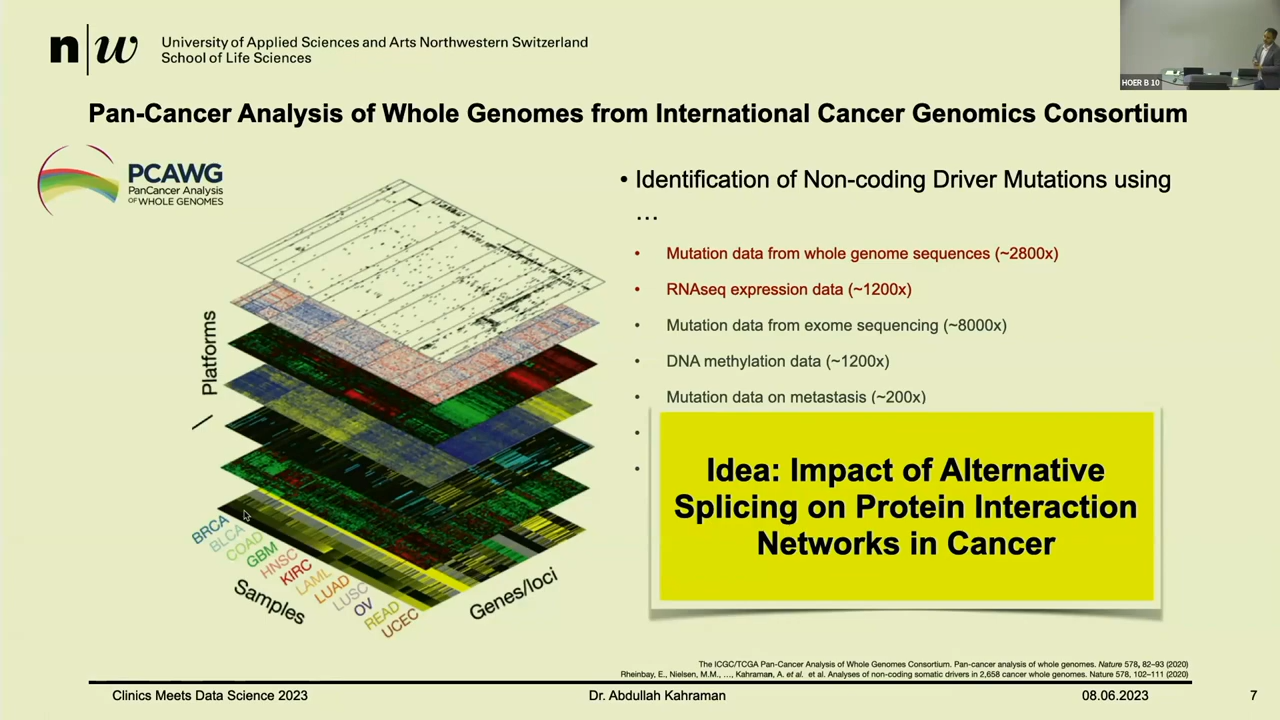 n|w
University of Applied Sciences and Arts Northwestern Switzerland
School of Life Sciences
HOER B 10
Pan-Cancer Analysis of Whole Genomes from International Cancer Genomics Consortium
PCAWG
PanCancer Analysis
OF WHOLE GENOMES
Platforms
BRCA
BLCA
COAD
GBM
HNSC
KIRC
LAML
LUAD
LUSC
OV
READ
UCEC
Samples
Genes/loci
• Identification of Non-coding Driver Mutations using
…
• Mutation data from whole genome sequences (~2800x)
• RNAseq expression data (~1200x)
• Mutation data from exome sequencing (~8000x)
• DNA methylation data (~1200x)
• Mutation data on metastasis (~200x)
•
•
Idea: Impact of Alternative
Splicing on Protein Interaction
Networks in Cancer
The ICGC/TCGA Pan-Cancer Analysis of Whole Genomes Consortium. Pan-cancer analysis of whole genomes. Nature 578, 82–93 (2020)
Rheinbay, E., Nielsen, M.M., …, Kahraman, A. et al. et al. Analyses of non-coding somatic drivers in 2,658 cancer whole genomes. Nature 578, 102–111 (2020)
Clinics Meets Data Science 2023
Dr. Abdullah Kahraman
08.06.2023
7